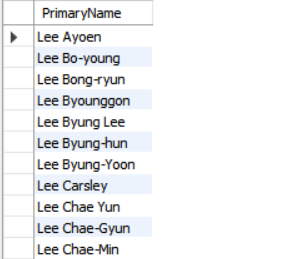 PrimaryName
Lee Ayoen
Lee Bo-young
Lee Bong-ryun
Lee Byounggon
Lee Byung Lee
Lee Byung-hun
Lee Byung-Yoon
Lee Carsley
Lee Chae Yun
Lee Chae-Gyun
Lee Chae-Min